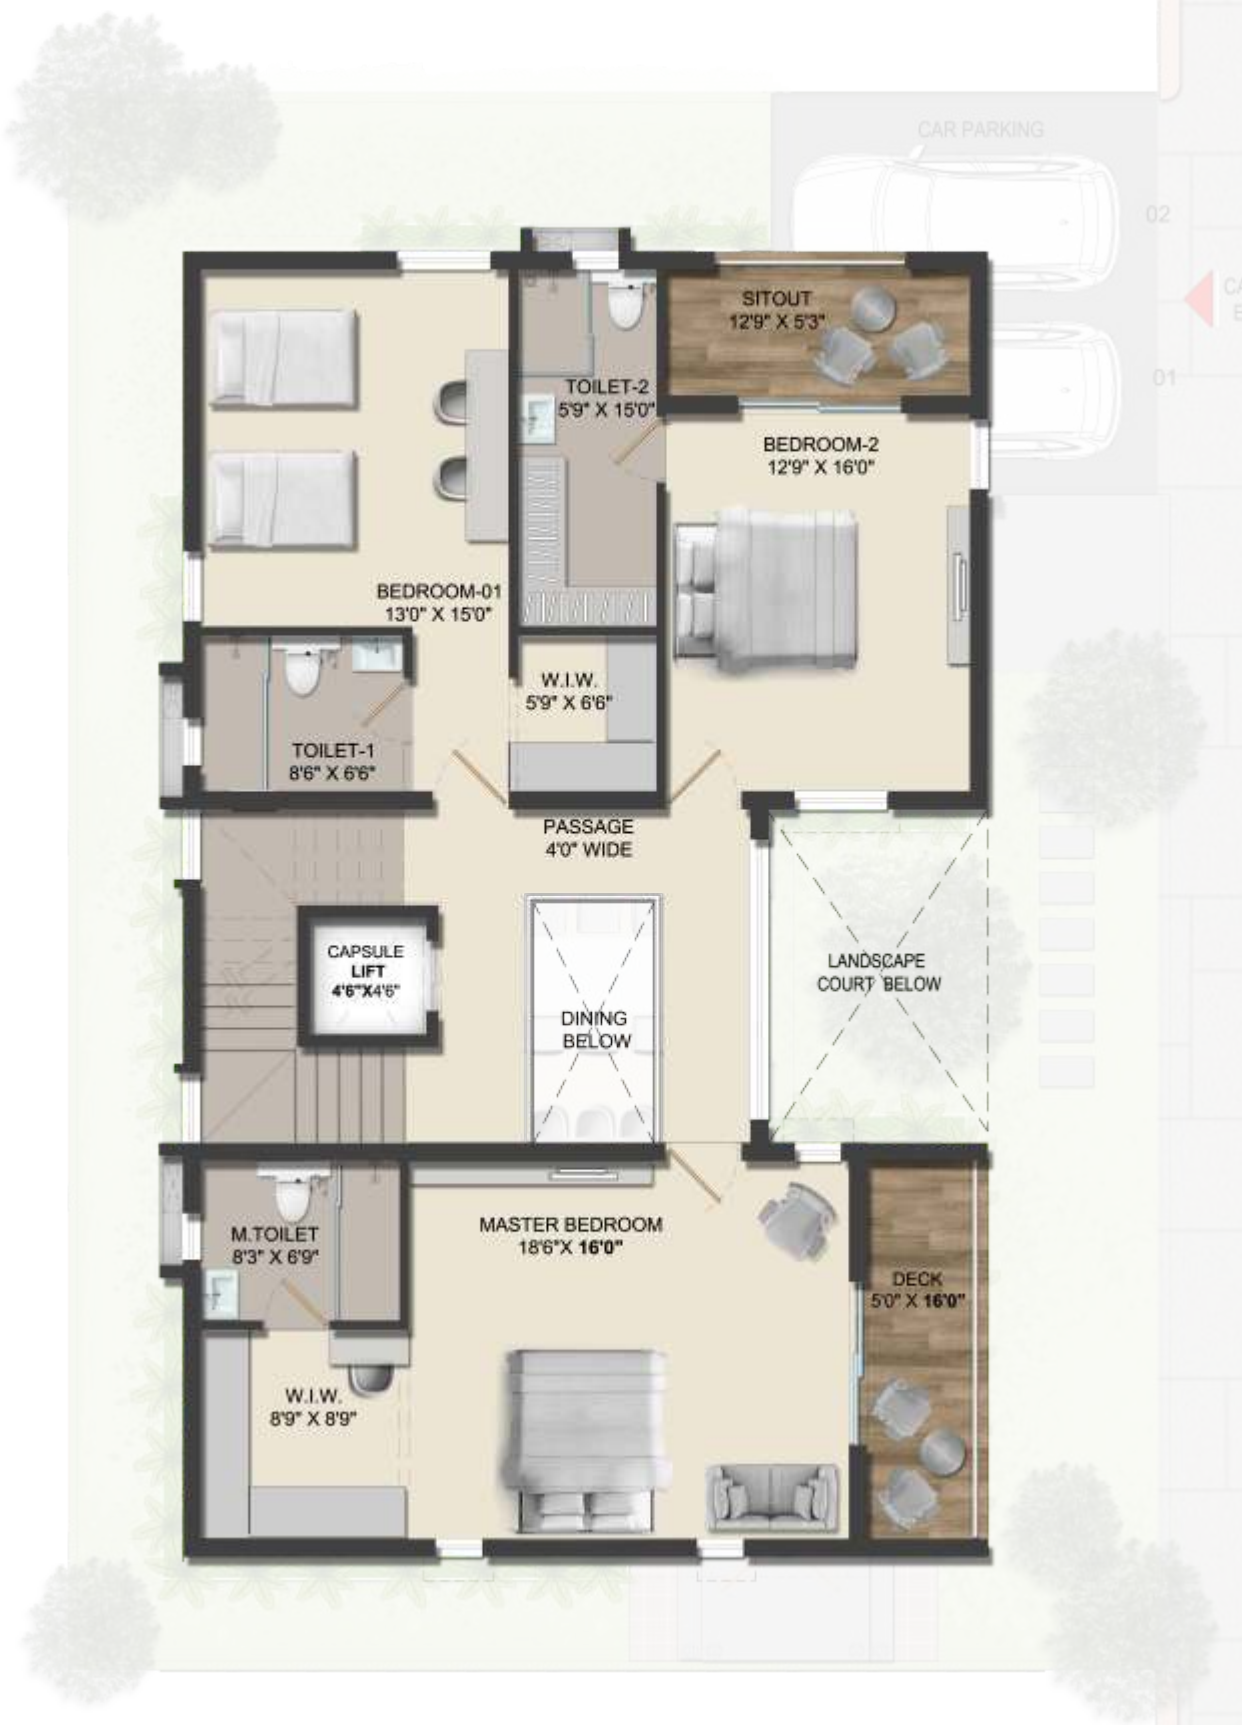 CAR PARKING
02
SITOUT
12'9" X 5'3"
01
TOILET-2
5'9" X 15'0"
BEDROOM-2
12'9" X 16'0"
BEDROOM-01
13'0" X 15'0"
W.I.W.
5'9" X 6'6"
TOILET-1
8'6" X 6'6"
PASSAGE
4'0" WIDE
CAPSULE
LIFT
4'6"X4'6"
LANDSCAPE
COURT BELOW
DINING
BELOW
M.TOILET
8'3" X 6'9"
MASTER BEDROOM
18'6"X 16'0"
DECK
5'0" X 16'0"
W.I.W.
8'9" X 8'9"